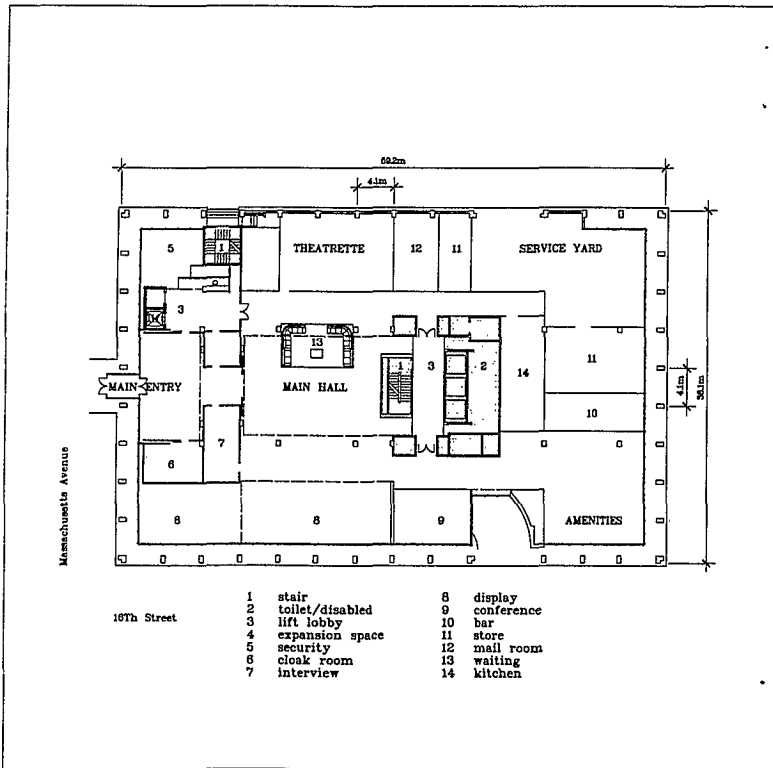 69.2m
4.1m
5
1
THEATRETTE
12
11
SERVICE YARD
3
13
1
3
2
14
11
4.1m
36.1m
MAIN ENTRY
MAIN HALL
10
7
6
8
8
9
AMENITIES
Massachusetts Avenue
16Th Street
1 stair
2 toilet/disabled
3 lift lobby
4 expansion space
5 security
6 cloak room
7 interview
8 display
9 conference
10 bar
11 store
12 mail room
13 waiting
14 kitchen